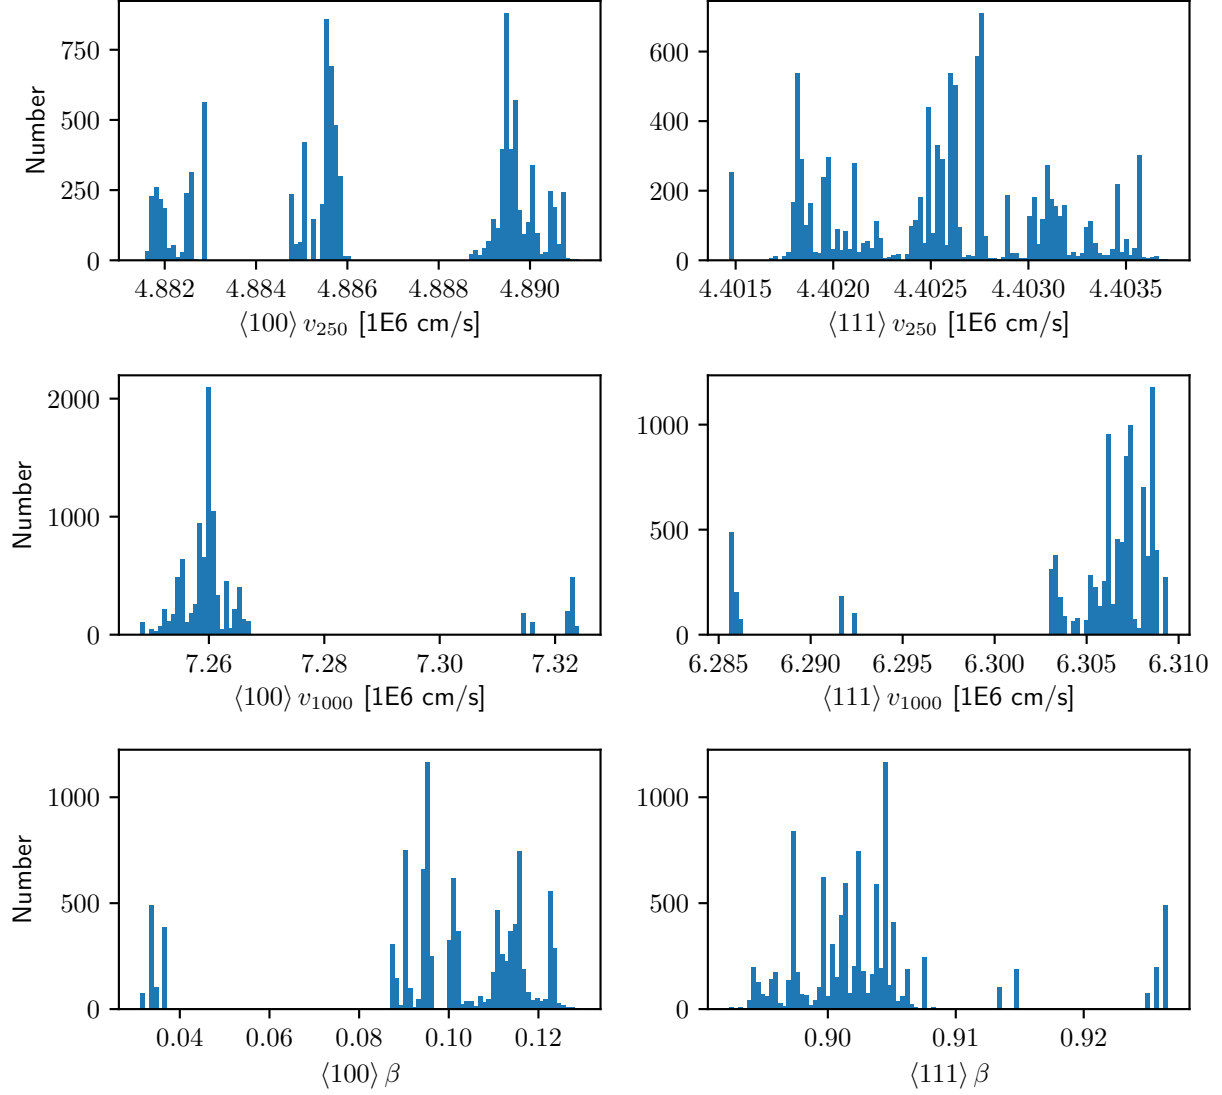 750
500
250
0
Number
4.882 4.884 4.886 4.888 4.890
⟨100⟩ v₂₅₀ [1E6 cm/s]
600
400
200
0
4.4015 4.4020 4.4025 4.4030 4.4035
⟨111⟩ v₂₅₀ [1E6 cm/s]
2000
1000
0
Number
7.26 7.28 7.30 7.32
⟨100⟩ v₁₀₀₀ [1E6 cm/s]
1000
500
0
6.285 6.290 6.295 6.300 6.305 6.310
⟨111⟩ v₁₀₀₀ [1E6 cm/s]
1000
500
0
Number
0.04 0.06 0.08 0.10 0.12
⟨100⟩ β
1000
500
0
0.90 0.91 0.92
⟨111⟩ β